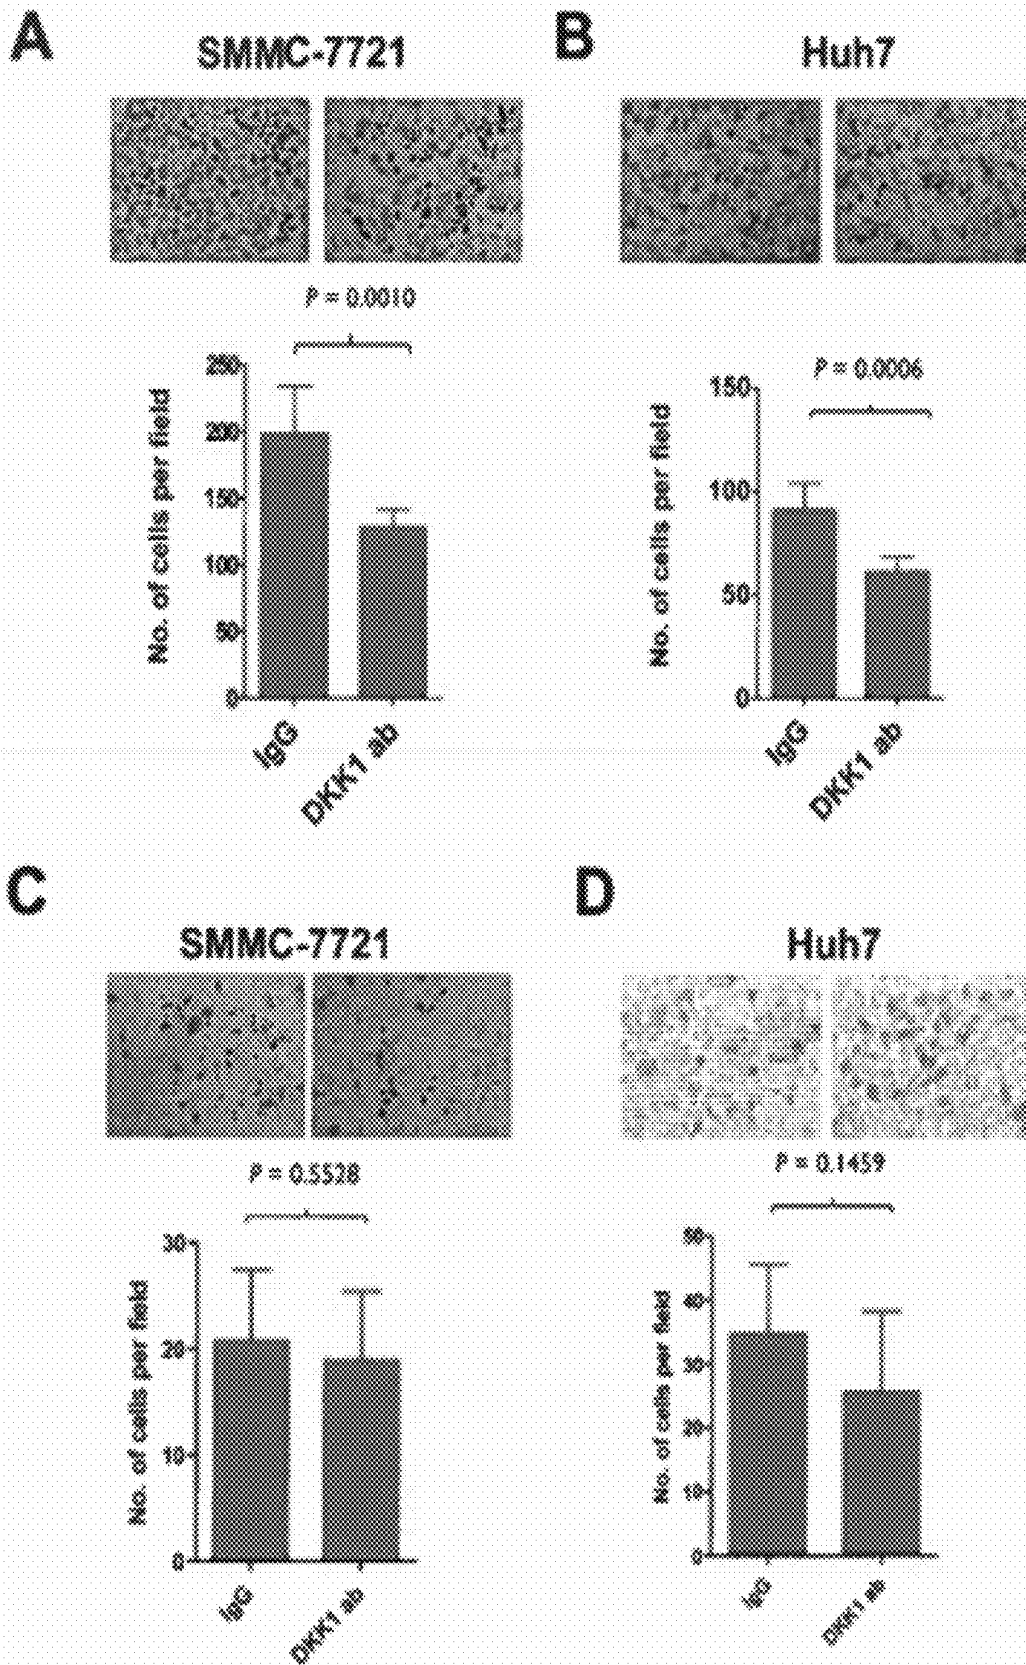 A
SMMC-7721
P = 0.0010
No. of cells per field
250
200
150
100
50
0
IgG
DKK1 ab
B
Huh7
P = 0.0006
No. of cells per field
150
100
50
0
IgG
DKK1 ab
C
SMMC-7721
P = 0.5528
No. of cells per field
30
20
10
0
IgG
DKK1 ab
D
Huh7
P = 0.1459
No. of cells per field
50
40
30
20
10
0
IgG
DKK1 ab